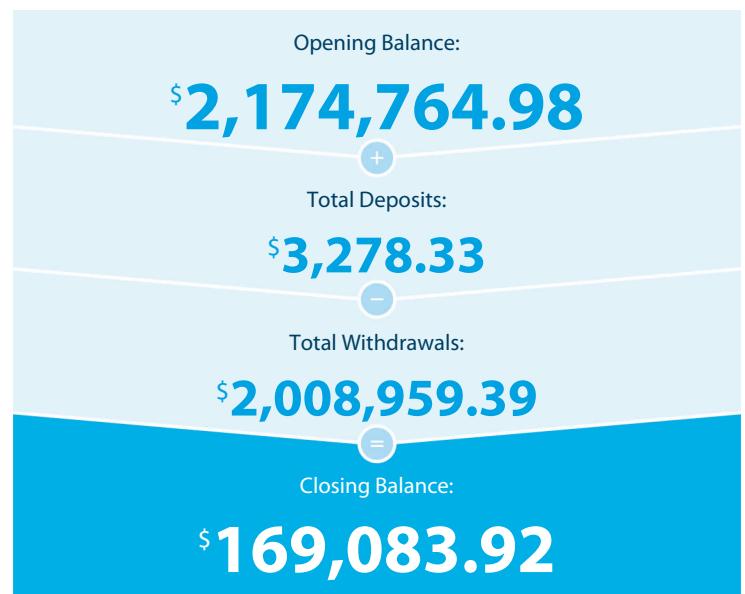 Opening Balance:
$2,174,764.98
+
Total Deposits:
$3,278.33
−
Total Withdrawals:
$2,008,959.39
=
Closing Balance:
$169,083.92